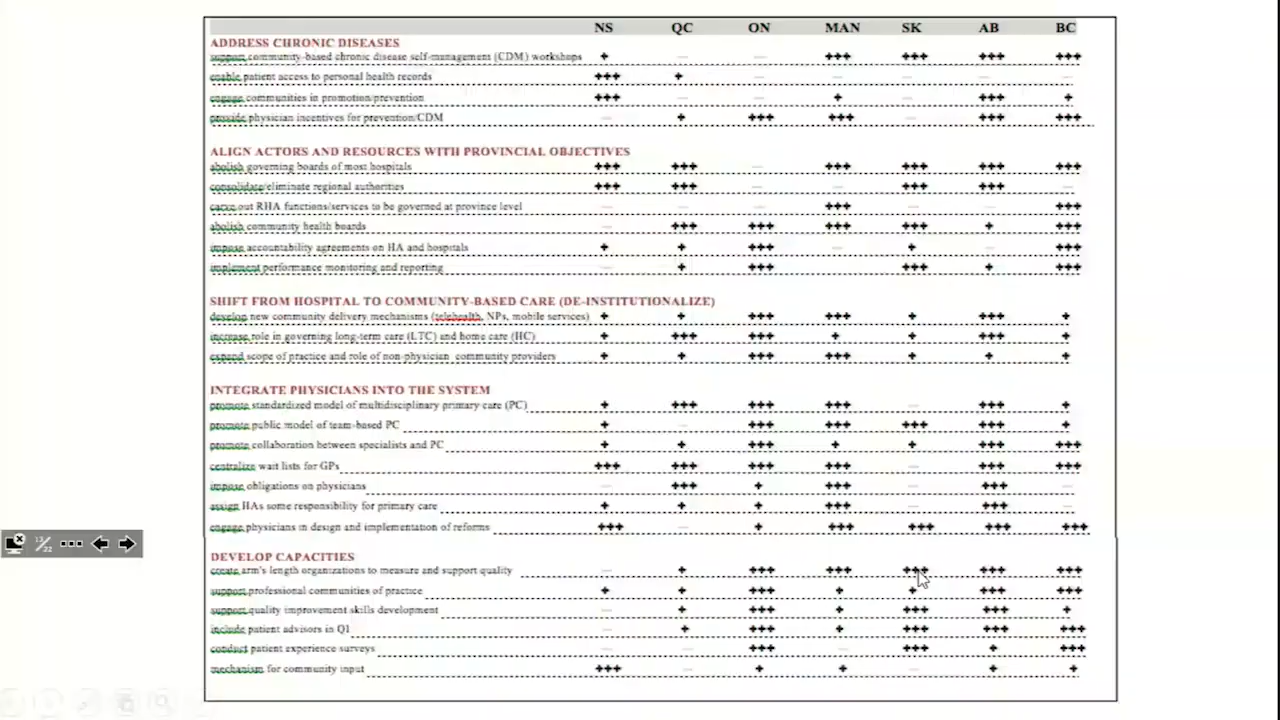 NS QC ON MAN SK AB BC
ADDRESS CHRONIC DISEASES
support community-based chronic disease self-management (CDM) workshops + — — +++ +++ +++ +++
enable patient access to personal health records +++ + — — — — —
engage communities in promotion/prevention +++ — — + — +++ +
provide physician incentives for prevention/CDM — + +++ +++ — +++ +++
ALIGN ACTORS AND RESOURCES WITH PROVINCIAL OBJECTIVES
abolish governing boards of most hospitals +++ +++ — +++ +++ +++ +++
consolidate/eliminate regional authorities +++ +++ — — +++ +++ —
carve out RHA functions/services to be governed at province level — — — +++ — — +++
abolish community health boards — +++ +++ +++ +++ + +++
impose accountability agreements on HA and hospitals + + +++ — + +++
implement performance monitoring and reporting — + +++ +++ + +++
SHIFT FROM HOSPITAL TO COMMUNITY-BASED CARE (DE-INSTITUTIONALIZE)
develop new community delivery mechanisms (telehealth, NPs, mobile services) + + +++ +++ + +++ +
increase role in governing long-term care (LTC) and home care (HC) + +++ +++ + + +++ +
expand scope of practice and role of non-physician community providers + + +++ +++ + + +
INTEGRATE PHYSICIANS INTO THE SYSTEM
promote standardized model of multidisciplinary primary care (PC) + +++ +++ +++ — +++ +
promote public model of team-based PC + — +++ +++ +++ +++ +
promote collaboration between specialists and PC + + +++ + + +++ +++
centralize wait lists for GPs +++ +++ +++ +++ — +++ +++
impose obligations on physicians — +++ + +++ — +++ —
assign HAs some responsibility for primary care + + + +++ — +++ —
engage physicians in design and implementation of reforms +++ — + +++ +++ +++ +++
DEVELOP CAPACITIES
create arm's length organizations to measure and support quality — + +++ +++ +++ +++ +++
support professional communities of practice + + +++ + + +++ +++
support quality improvement skills development — + +++ + +++ +++ +
include patient advisors in QI — + +++ + +++ +++ +++
conduct patient experience surveys — — +++ — +++ + +++
mechanism for community input +++ — + + — + +